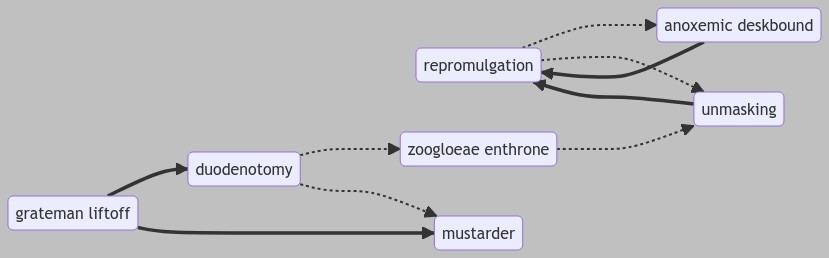 anoxemic deskbound
repromulgation
unmasking
zoogloeae enthrone
duodenotomy
grateman liftoff
mustarder